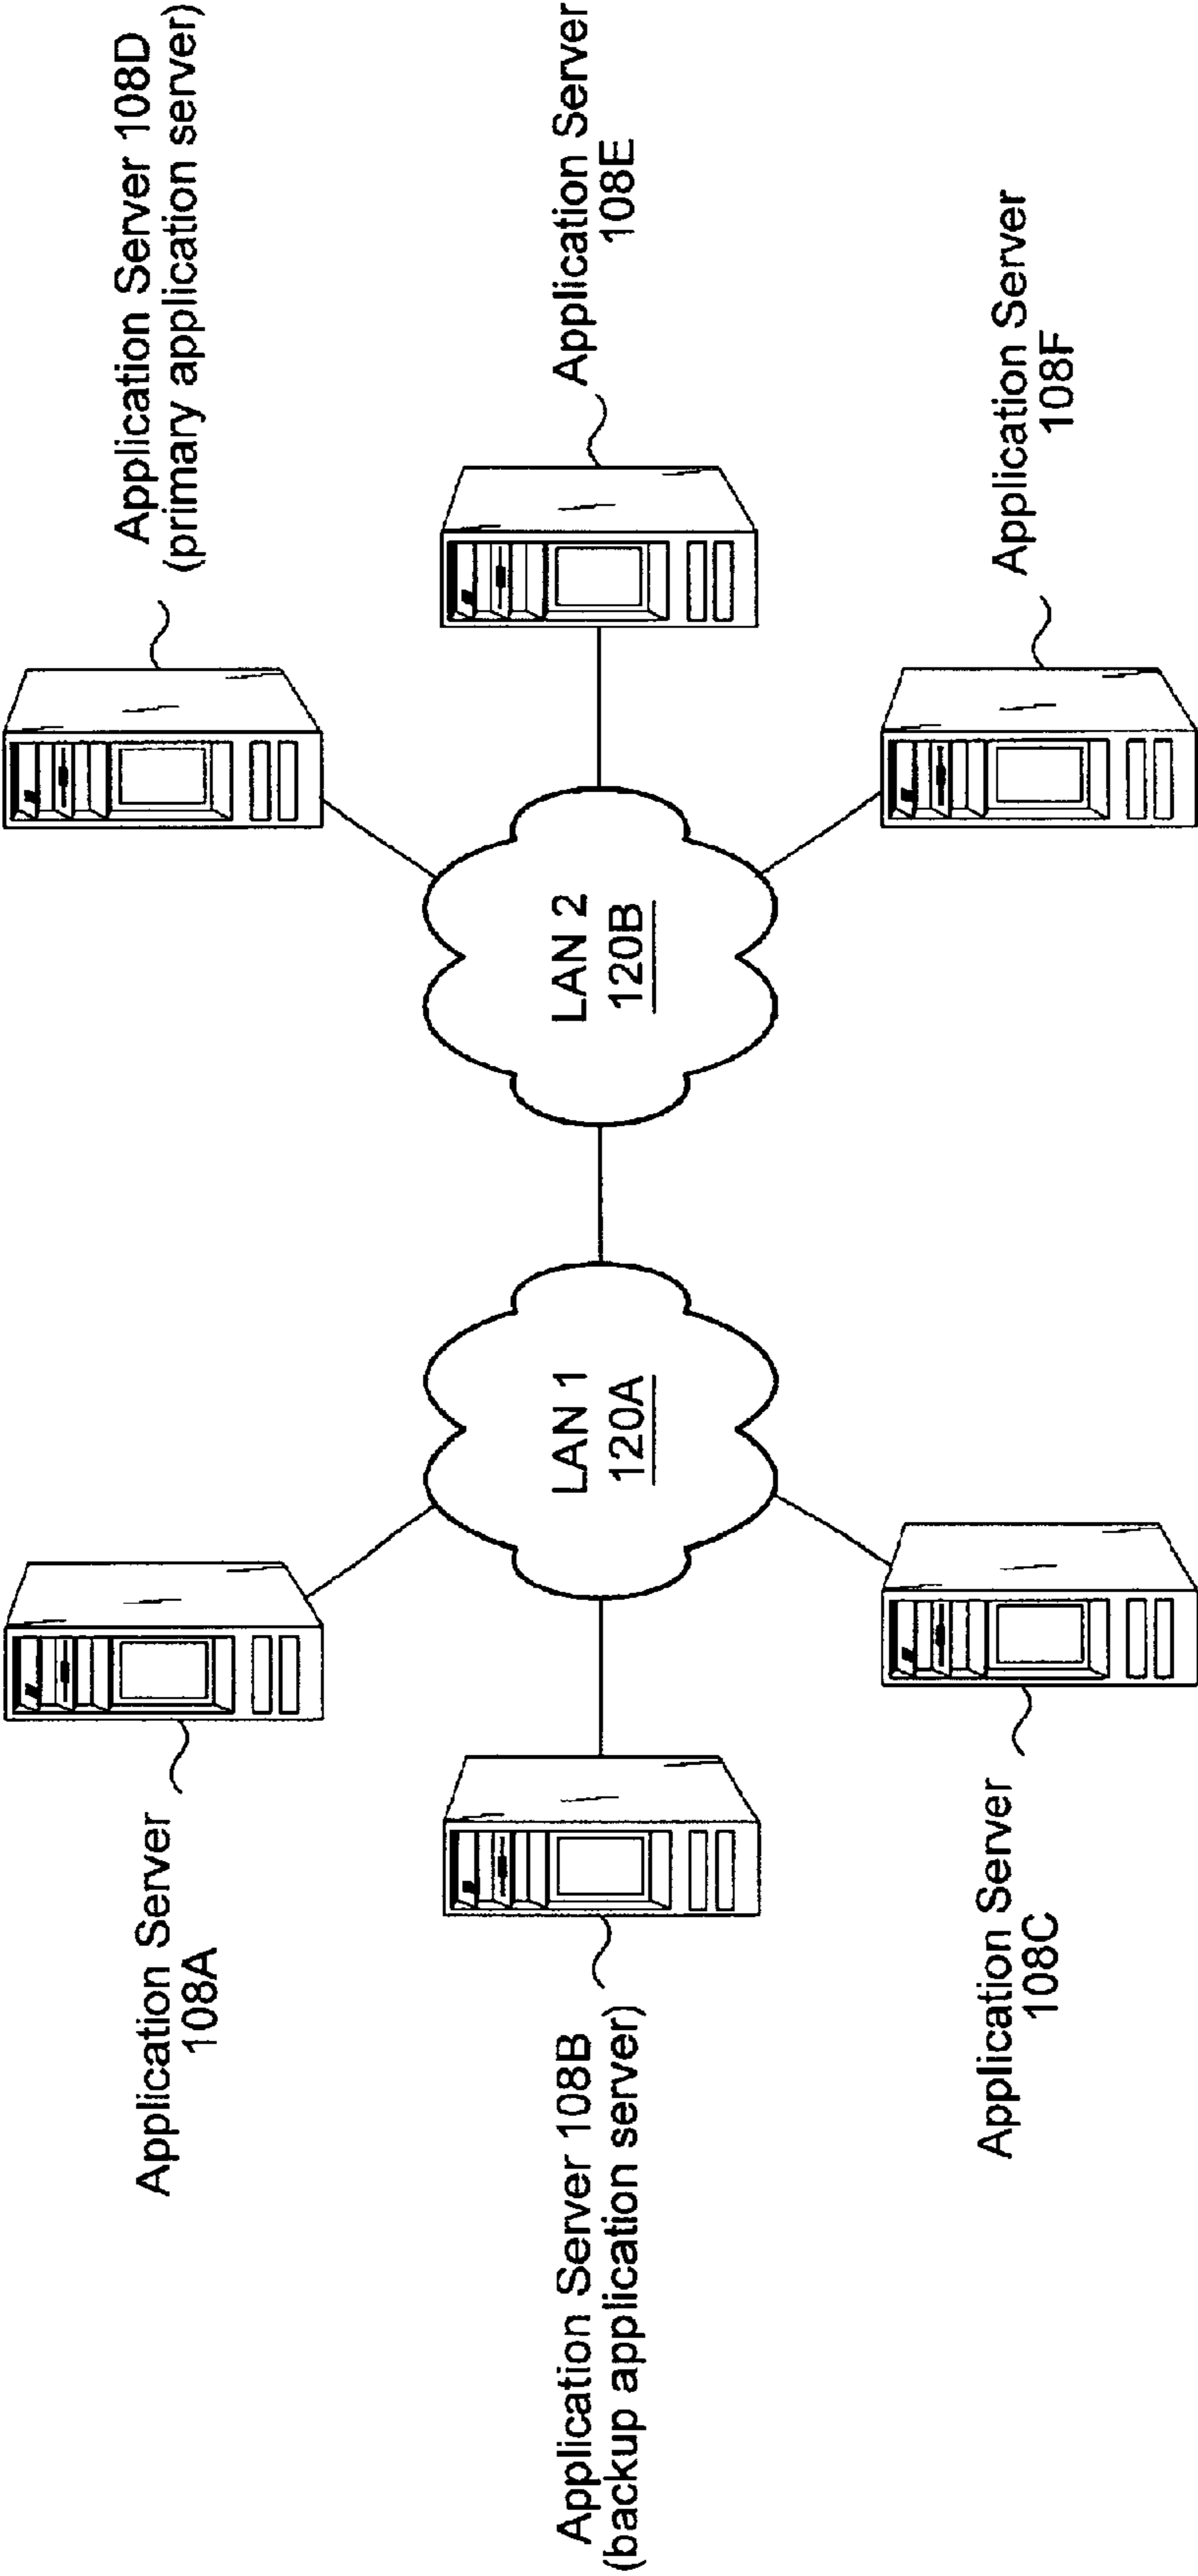 Application Server
108A
Application Server 108B
(backup application server)
Application Server
108C
LAN 1
120A
LAN 2
120B
Application Server 108D
(primary application server)
Application Server
108E
Application Server
108F